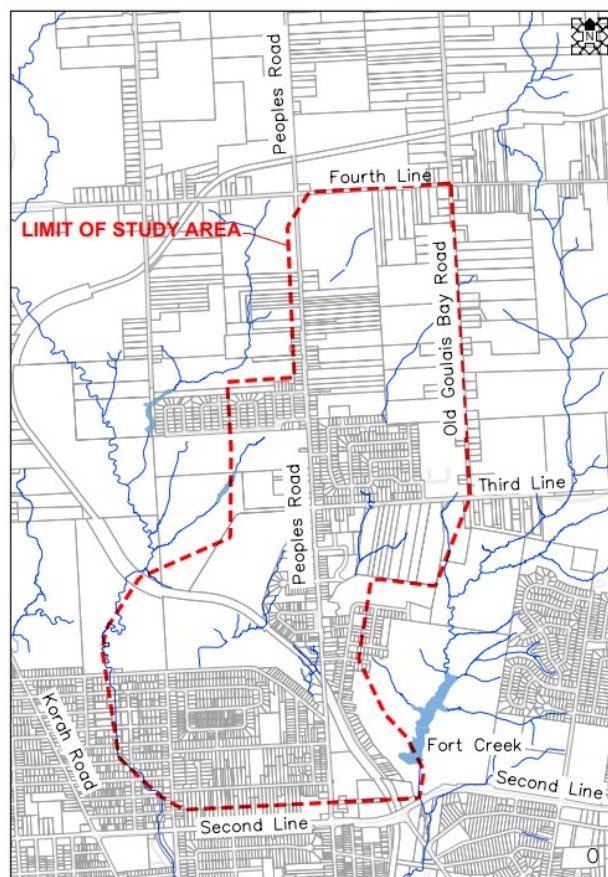 N
Peoples Road
Fourth Line
LIMIT OF STUDY AREA
Old Goulais Bay Road
Third Line
Peoples Road
Korah Road
Fort Creek
Second Line
Second Line
0